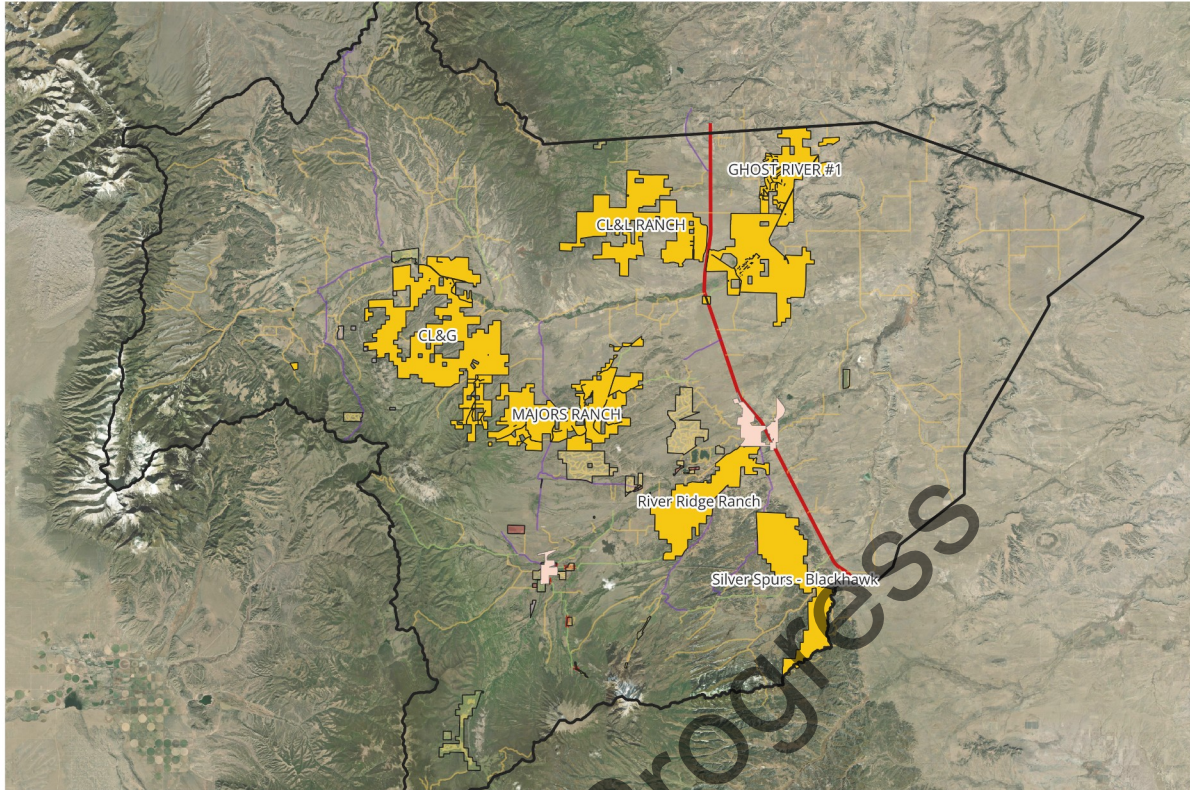 GHOST RIVER #1
CL&L RANCH
CL&G
MAJORS RANCH
River Ridge Ranch
Silver Spurs - Blackhawk
progress